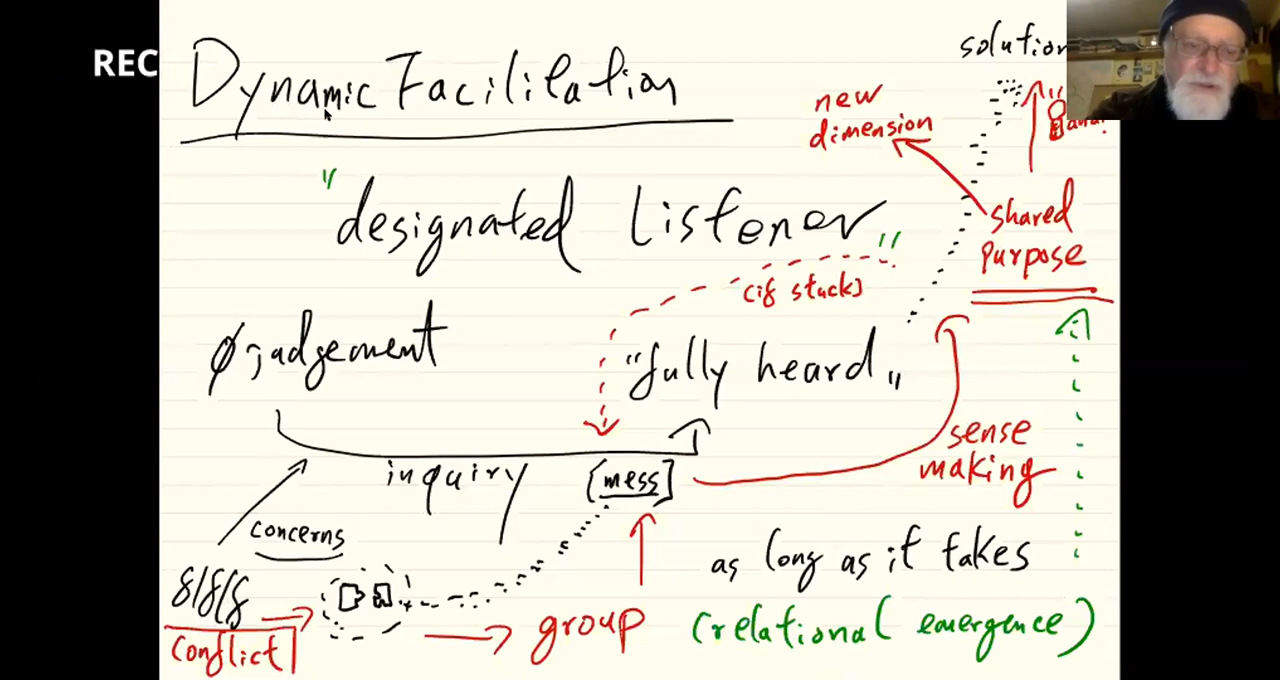 REC
Dynamic Facilitation
solution
new
dimension
"designated listener"
shared
purpose
(if stuck)
Ø judgement
"fully heard"
sense
making
inquiry
[mess]
concerns
as long as it takes
conflict
group
(relational (emergence)